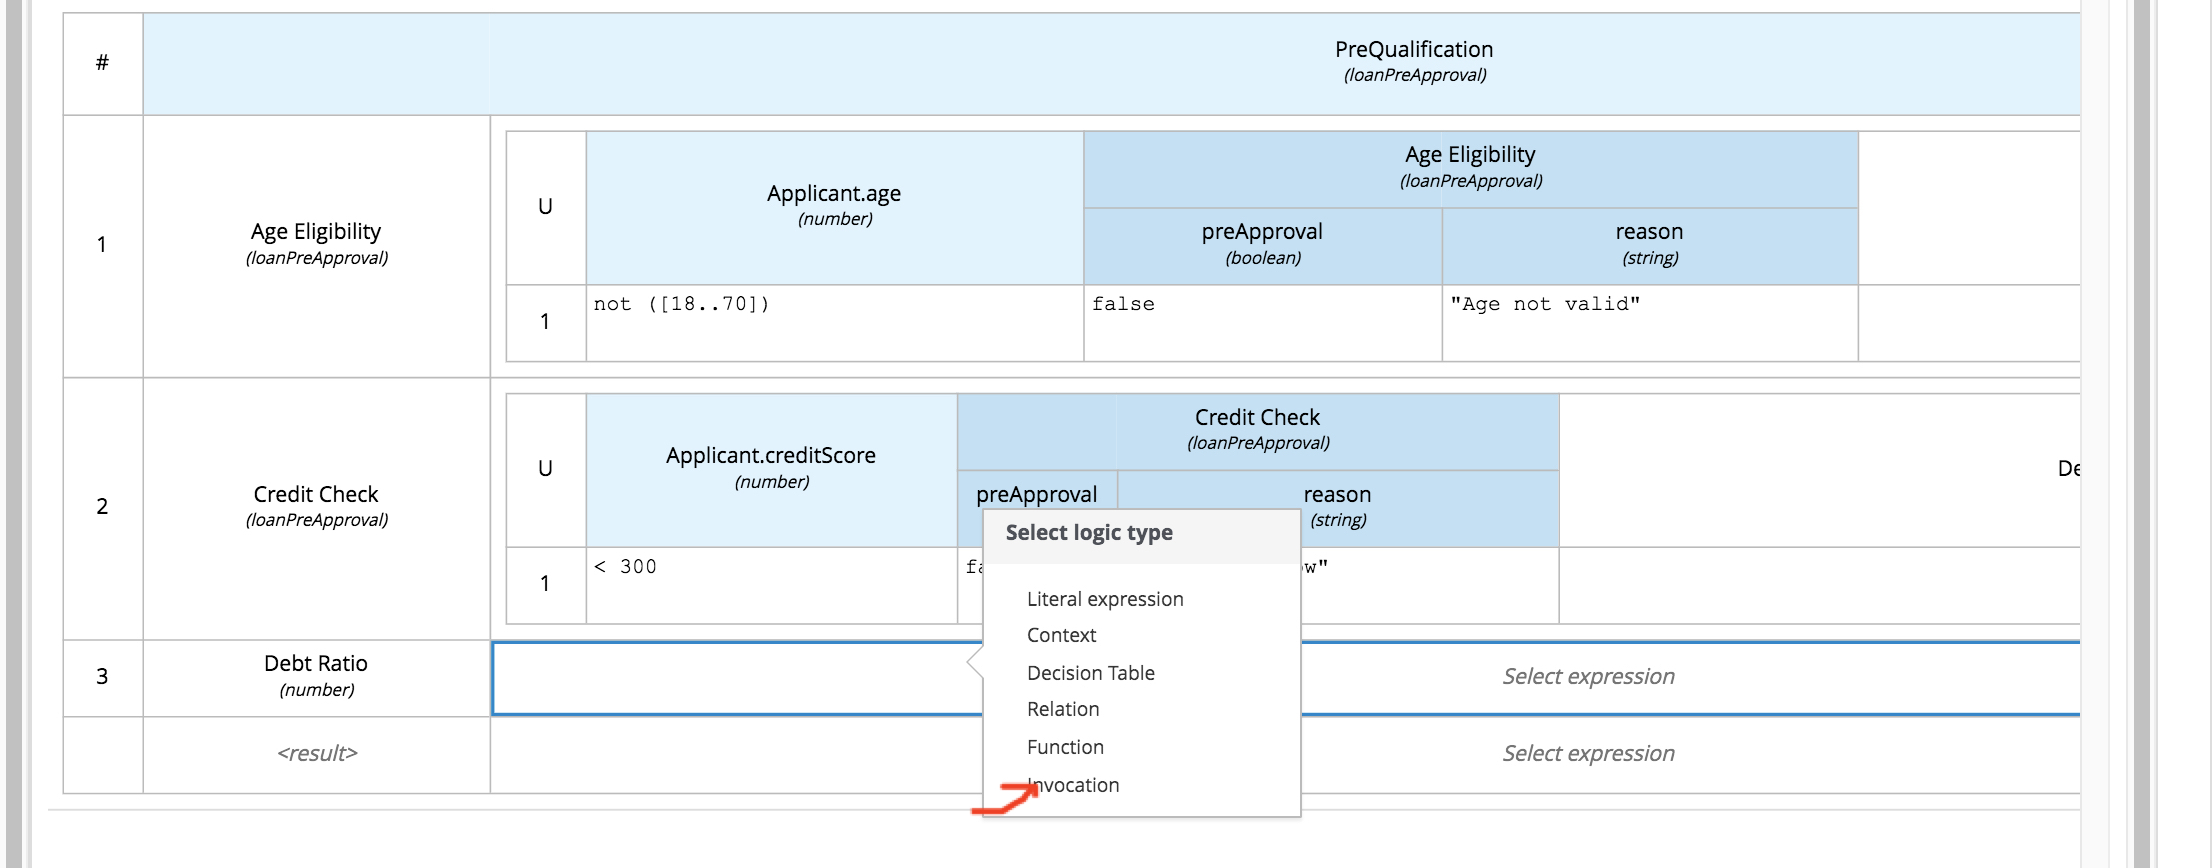 #
PreQualification
(loanPreApproval)
1
Age Eligibility
(loanPreApproval)
U
Applicant.age
(number)
Age Eligibility
(loanPreApproval)
preApproval
(boolean)
reason
(string)
1
not ([18..70])
false
"Age not valid"
2
Credit Check
(loanPreApproval)
U
Applicant.creditScore
(number)
Credit Check
(loanPreApproval)
preApproval
reason
(string)
De
1
< 300
fa
w"
Select logic type
Literal expression
Context
Decision Table
Relation
Function
Invocation
3
Debt Ratio
(number)
Select expression
<result>
Select expression